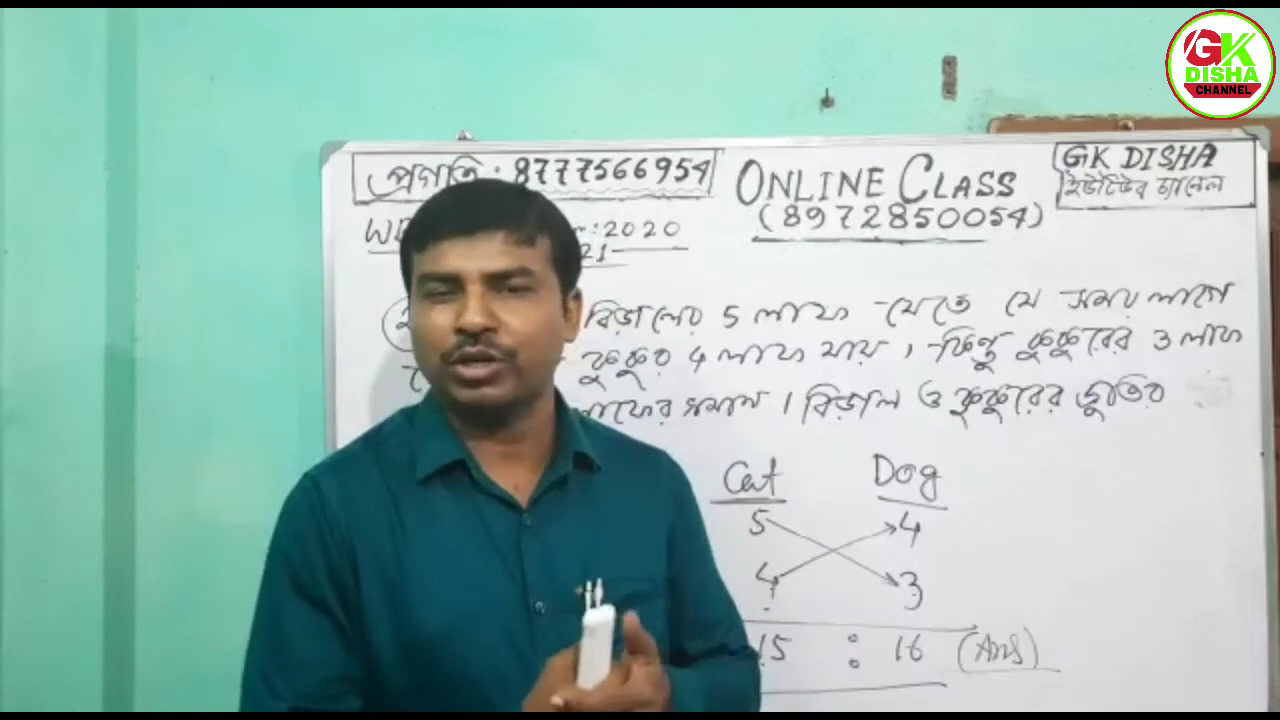 GK
DISHA
CHANNEL
প্রগতি : 8777566954
ONLINE CLASS
(8972850054)
GK DISHA
ইউটিউব চ্যানেল
:2020
21
বিড়ালের 5 লাফ যেতে যে সময় লাগে
কুকুর 4 লাফ যায়। কিন্তু কুকুরের 3 লাফ
লাফের সমান। বিড়াল ও কুকুরের দ্রুতির
Cat Dog
5 4
4 3
15 : 16 (Ans)